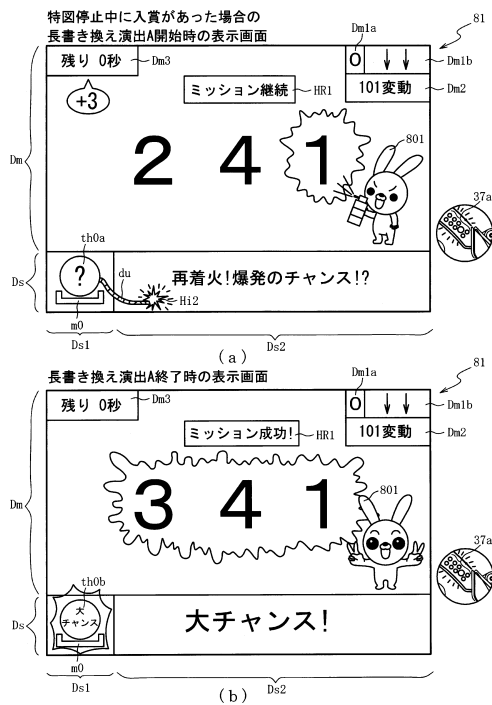 特図停止中に入賞があった場合の
長書き換え演出A開始時の表示画面
Dm1a
81
残り 0秒
Dm3
0
↓ ↓
Dm1b
+3
ミッション継続
HR1
101変動
Dm2
2 4 1
801
Dm
37a
th0a
?
du
再着火!爆発のチャンス!?
Hi2
Ds
m0
Ds1
Ds2
(a)
長書き換え演出A終了時の表示画面
Dm1a
81
残り 0秒
Dm3
0
↓ ↓
Dm1b
ミッション成功!
HR1
101変動
Dm2
3 4 1
801
Dm
37a
th0b
大
チャンス
大チャンス!
Ds
m0
Ds1
Ds2
(b)